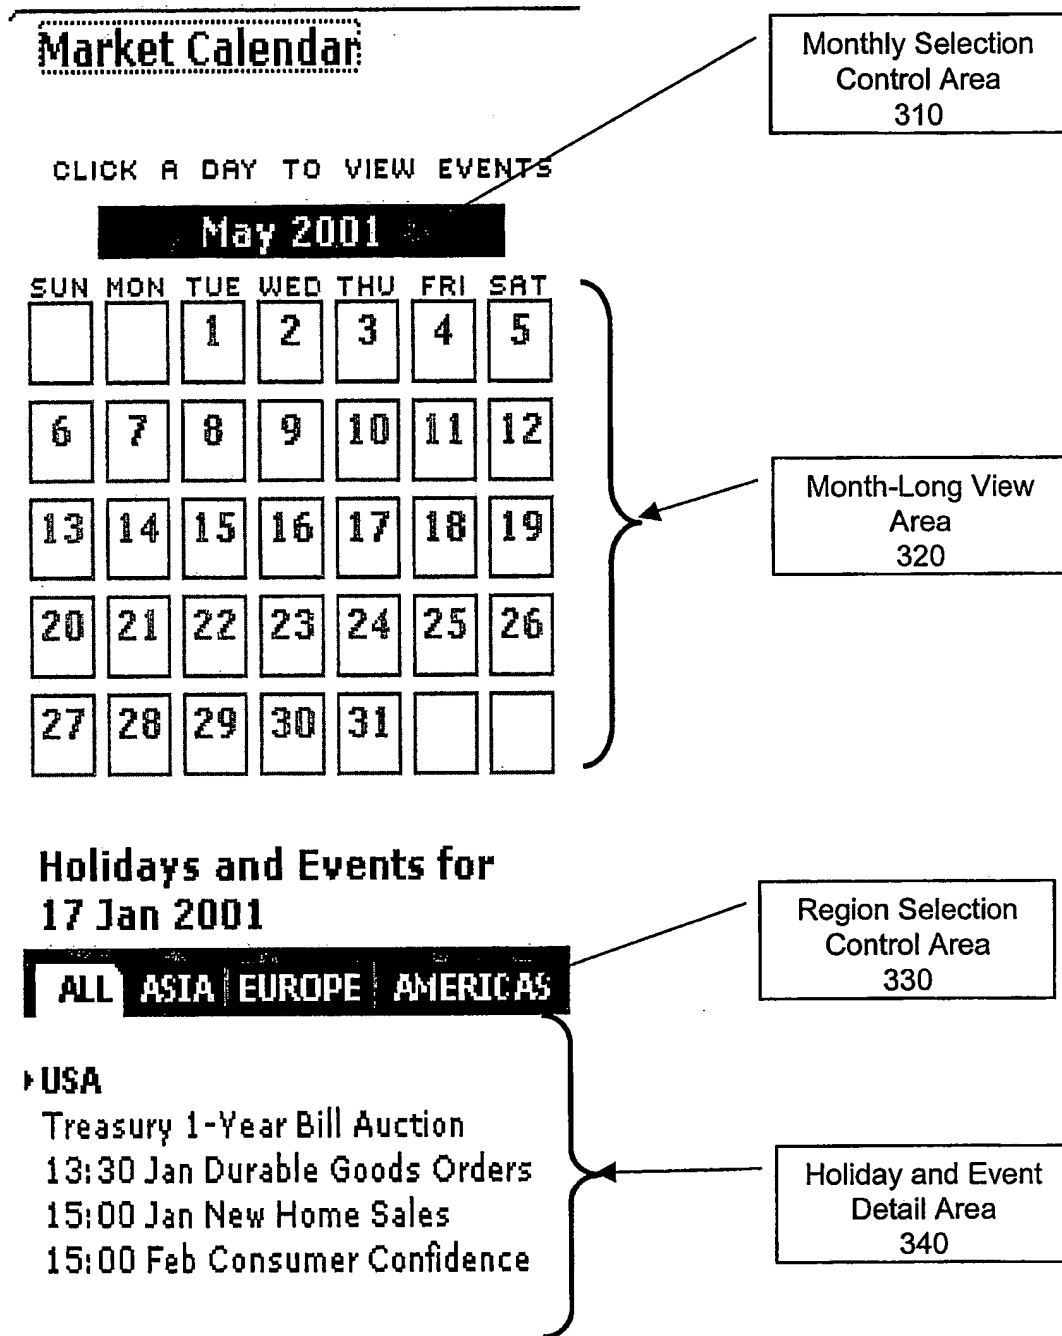 Market Calendar
Monthly Selection
Control Area
310
CLICK A DAY TO VIEW EVENTS
May 2001
SUN MON TUE WED THU FRI SAT
1 2 3 4 5
6 7 8 9 10 11 12
13 14 15 16 17 18 19
20 21 22 23 24 25 26
27 28 29 30 31
Month-Long View
Area
320
Holidays and Events for
17 Jan 2001
Region Selection
Control Area
330
ALL ASIA EUROPE AMERICAS
USA
Treasury 1-Year Bill Auction
13:30 Jan Durable Goods Orders
15:00 Jan New Home Sales
15:00 Feb Consumer Confidence
Holiday and Event
Detail Area
340